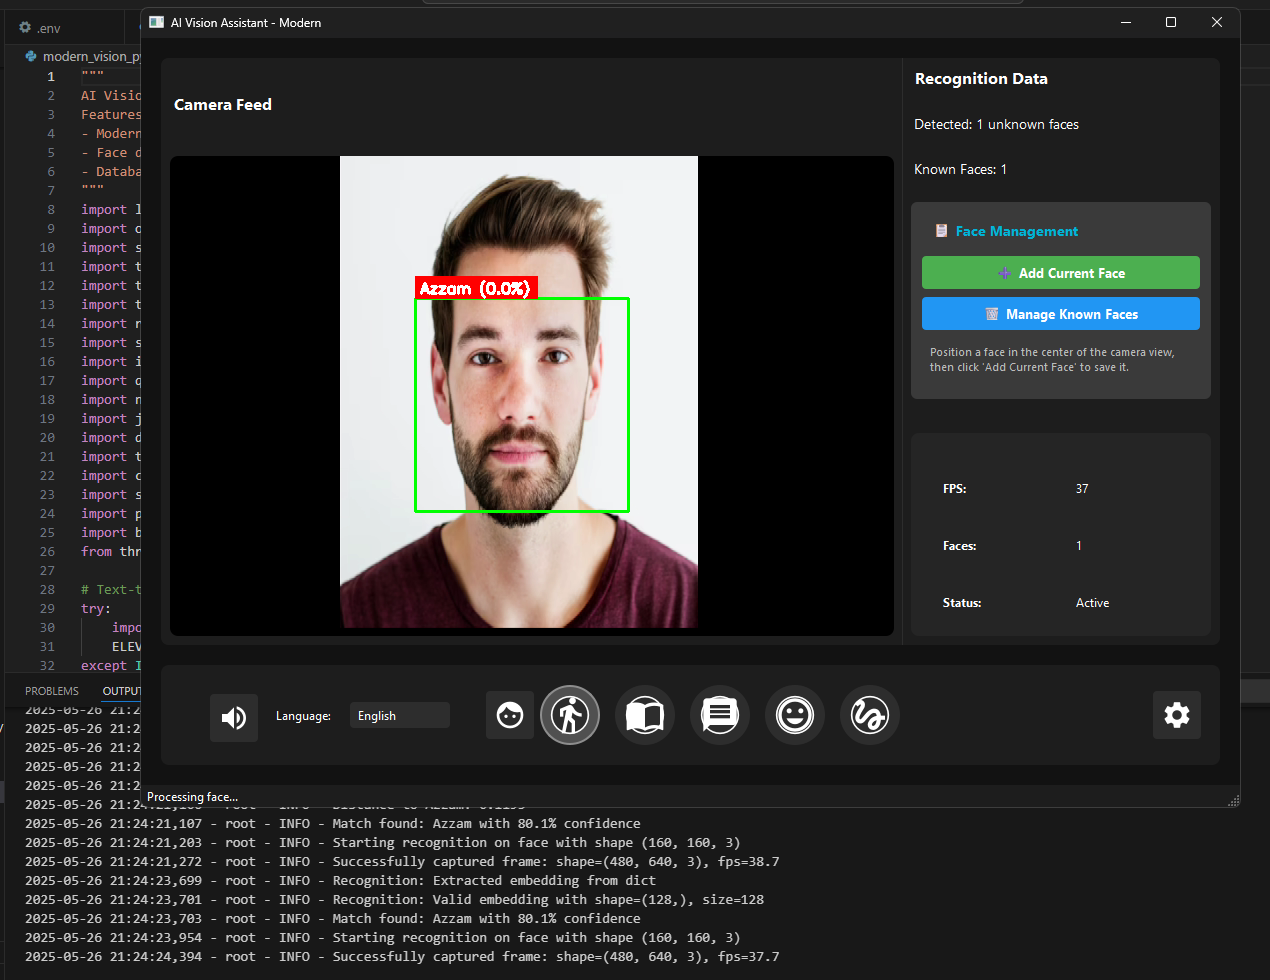 .env
AI Vision Assistant - Modern
modern_vision_py
1 """
2 AI Visio
3 Features
4 - Modern
5 - Face d
6 - Databa
7 """
8 import l
9 import o
10 import s
11 import t
12 import t
13 import t
14 import n
15 import s
16 import i
17 import q
18 import n
19 import j
20 import d
21 import t
22 import c
23 import s
24 import p
25 import b
26 from thr
27
28 # Text-t
29 try:
30 impo
31 ELEV
32 except I
Camera Feed
Azzam (0.0%)
Recognition Data
Detected: 1 unknown faces
Known Faces: 1
Face Management
Add Current Face
Manage Known Faces
Position a face in the center of the camera view,
then click 'Add Current Face' to save it.
FPS: 37
Faces: 1
Status: Active
Language: English
Processing face...
PROBLEMS OUTPUT
2025-05-26 21:2
2025-05-26 21:2
2025-05-26 21:2
2025-05-26 21:2
2025-05-26 21:2
2025-05-26 21:24:21,107 - root - INFO - Match found: Azzam with 80.1% confidence
2025-05-26 21:24:21,203 - root - INFO - Starting recognition on face with shape (160, 160, 3)
2025-05-26 21:24:21,272 - root - INFO - Successfully captured frame: shape=(480, 640, 3), fps=38.7
2025-05-26 21:24:23,699 - root - INFO - Recognition: Extracted embedding from dict
2025-05-26 21:24:23,701 - root - INFO - Recognition: Valid embedding with shape=(128,), size=128
2025-05-26 21:24:23,703 - root - INFO - Match found: Azzam with 80.1% confidence
2025-05-26 21:24:23,954 - root - INFO - Starting recognition on face with shape (160, 160, 3)
2025-05-26 21:24:24,394 - root - INFO - Successfully captured frame: shape=(480, 640, 3), fps=37.7